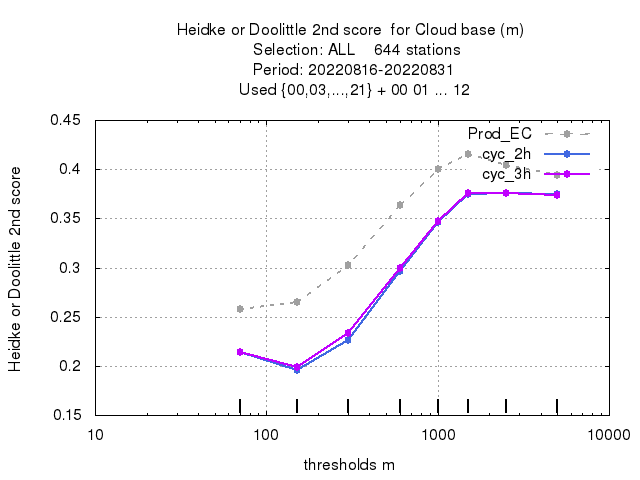 Heidke or Doolittle 2nd score  for Cloud base (m)
Selection: ALL    644 stations
Period: 20220816-20220831
Used {00,03,...,21} + 00 01 ... 12
Heidke or Doolittle 2nd score
0.45
0.4
0.35
0.3
0.25
0.2
0.15
Prod_EC
cyc_2h
cyc_3h
10
100
1000
10000
thresholds m